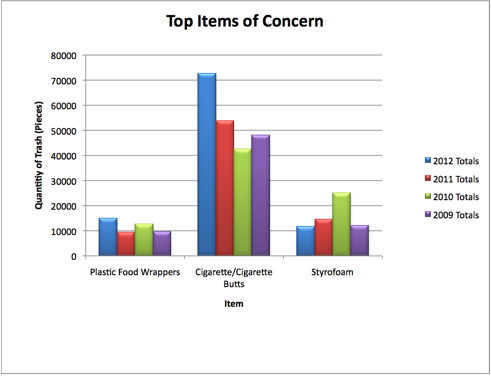 Top Items of Concern
Quantity of Trash (Pieces)
80000
70000
60000
50000
40000
30000
20000
10000
0
Plastic Food Wrappers
Cigarette/Cigarette
Butts
Styrofoam
Item
2012 Totals
2011 Totals
2010 Totals
2009 Totals